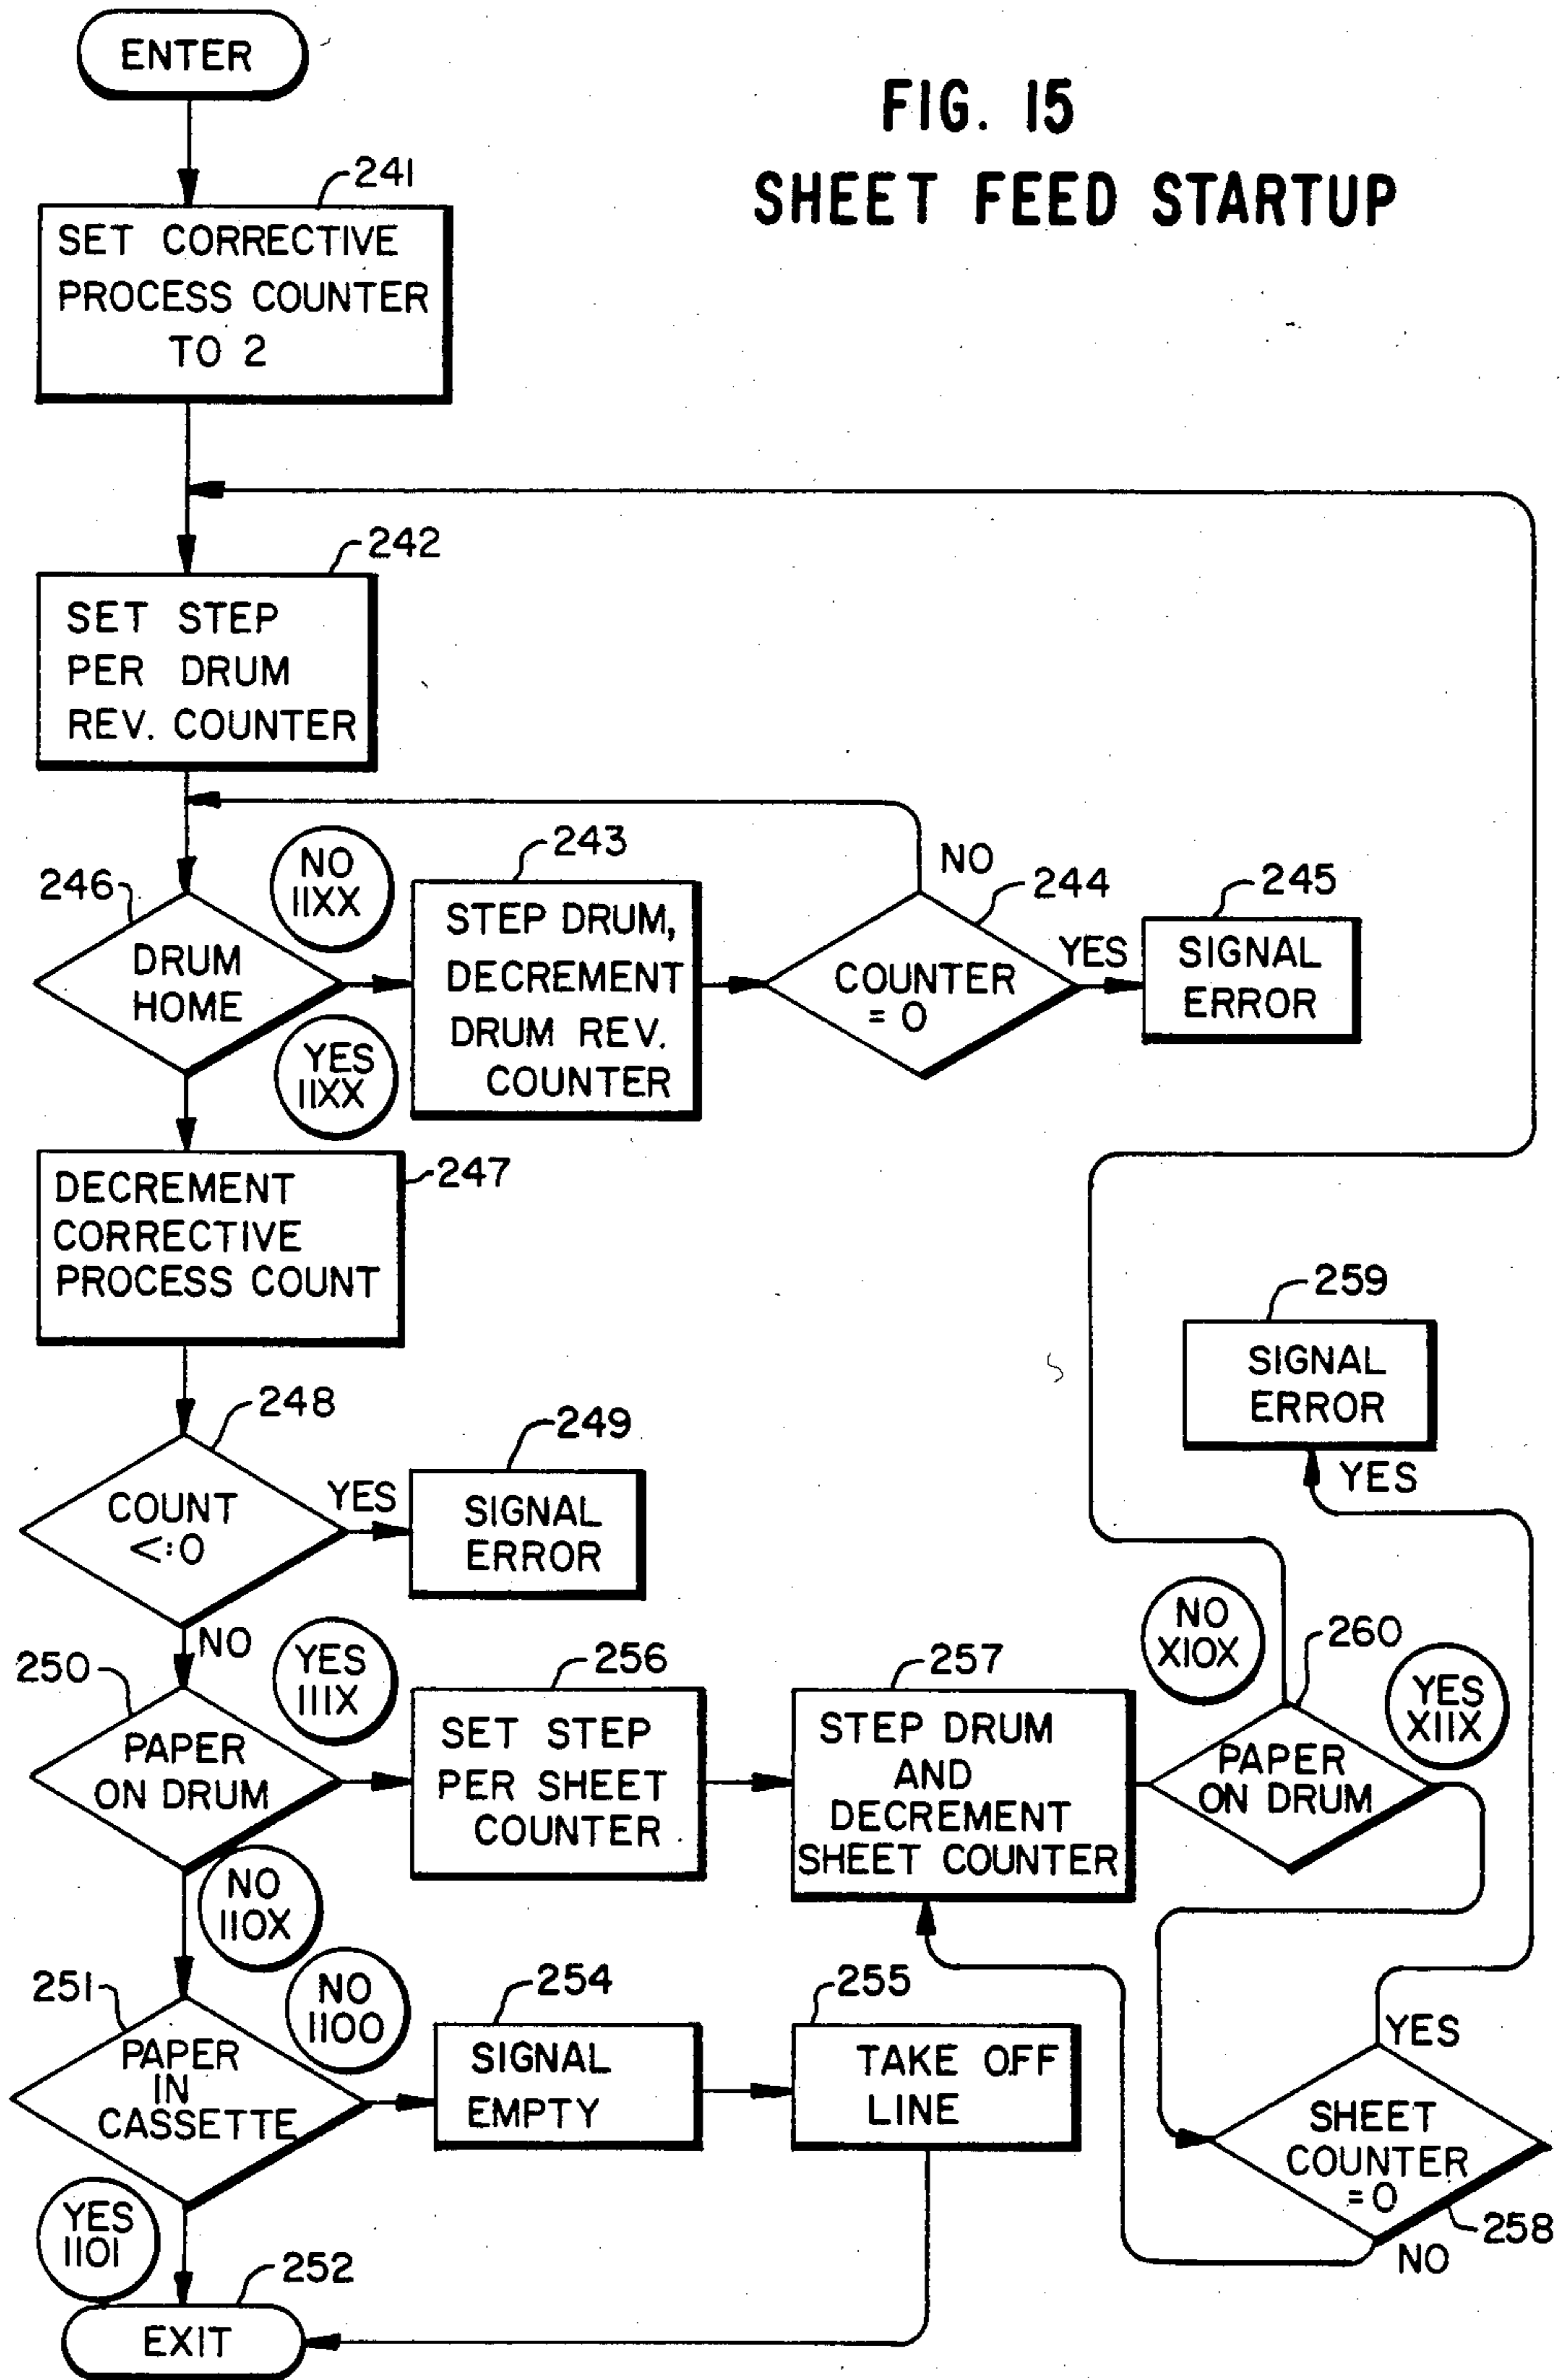 ENTER
FIG. 15
SHEET FEED STARTUP
241
SET CORRECTIVE
PROCESS COUNTER
TO 2
242
SET STEP
PER DRUM
REV. COUNTER
246
DRUM
HOME
NO
11XX
YES
11XX
243
STEP DRUM,
DECREMENT
DRUM REV.
COUNTER
NO
244
COUNTER
= 0
YES
245
SIGNAL
ERROR
247
DECREMENT
CORRECTIVE
PROCESS COUNT
248
COUNT
<:0
YES
249
SIGNAL
ERROR
NO
259
SIGNAL
ERROR
YES
250
PAPER
ON DRUM
YES
111X
256
SET STEP
PER SHEET
COUNTER
257
STEP DRUM
AND
DECREMENT
SHEET COUNTER
NO
X10X
260
PAPER
ON DRUM
YES
X11X
NO
110X
251
PAPER
IN
CASSETTE
NO
1100
254
SIGNAL
EMPTY
255
TAKE OFF
LINE
YES
SHEET
COUNTER
=0
258
NO
YES
1101
252
EXIT